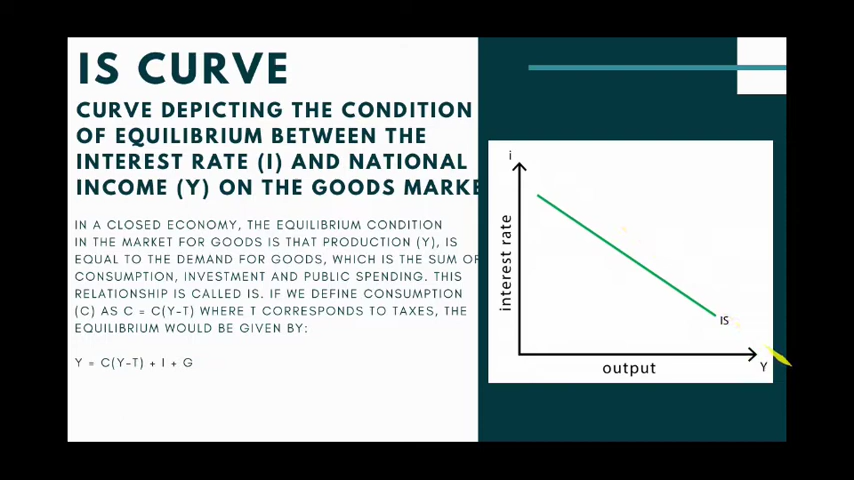 IS CURVE
CURVE DEPICTING THE CONDITION
OF EQUILIBRIUM BETWEEN THE
INTEREST RATE (I) AND NATIONAL
INCOME (Y) ON THE GOODS MARKE
IN A CLOSED ECONOMY, THE EQUILIBRIUM CONDITION
IN THE MARKET FOR GOODS IS THAT PRODUCTION (Y), IS
EQUAL TO THE DEMAND FOR GOODS, WHICH IS THE SUM OF
CONSUMPTION, INVESTMENT AND PUBLIC SPENDING. THIS
RELATIONSHIP IS CALLED IS. IF WE DEFINE CONSUMPTION
(C) AS C = C(Y-T) WHERE T CORRESPONDS TO TAXES, THE
EQUILIBRIUM WOULD BE GIVEN BY:
Y = C(Y-T) + I + G
i
interest rate
IS
output
Y